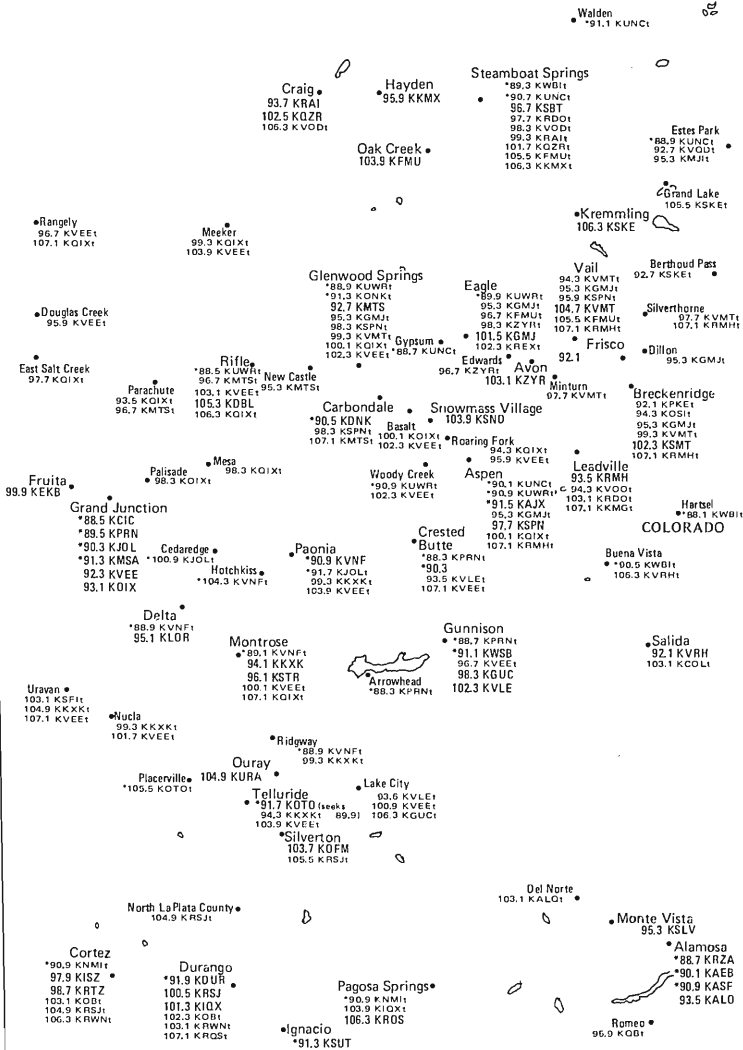 Walden
*91.1 KUNCt
Steamboat Springs
*89.3 KWBIt
*90.7 KUNCt
96.7 KSBT
97.7 KRDOt
98.3 KVODt
99.3 KRAIt
101.7 KQZRt
105.5 KFMUt
106.3 KKMXt
Craig
93.7 KRAI
102.5 KQZR
106.3 KVODt
Hayden
95.9 KKMX
Oak Creek
103.9 KFMU
Estes Park
*88.9 KUNCt
92.7 KVODt
95.3 KMJIt
Grand Lake
105.5 KSKEt
Kremmling
106.3 KSKE
Rangely
96.7 KVEEt
107.1 KQIXt
Meeker
99.3 KQIXt
103.9 KVEEt
Glenwood Springs
*88.9 KUWRt
*91.3 KDNKt
92.7 KMTS
95.3 KGMJt
98.3 KSPNt
99.3 KVMTt
100.1 KQIXt
102.3 KVEEt
Eagle
*89.9 KUWRt
95.3 KGMJt
96.7 KFMUt
98.3 KZYRt
101.5 KGMJ
102.3 KREXt
Vail
94.3 KVMTt
95.3 KGMJt
95.9 KSPNt
104.7 KVMT
105.5 KFMUt
107.1 KRMHt
Berthoud Pass
92.7 KSKEt
Silverthorne
97.7 KVMTt
107.1 KRMHt
Douglas Creek
95.9 KVEEt
Gypsum
*88.7 KUNCt
Frisco
92.1
Dillon
95.3 KGMJt
East Salt Creek
97.7 KQIXt
Rifle
*88.5 KUWRt
96.7 KMTSt
103.1 KVEEt
105.3 KDBL
106.3 KQIXt
New Castle
95.3 KMTSt
Edwards
96.7 KZYRt
Avon
103.1 KZYR
Minturn
97.7 KVMTt
Parachute
93.5 KQIXt
96.7 KMTSt
Breckenridge
92.1 KPKEt
94.3 KOSIt
95.3 KGMJt
99.3 KVMTt
102.3 KSMT
107.1 KRMHt
Carbondale
*90.5 KDNK
98.3 KSPNt
107.1 KMTSt
Snowmass Village
103.9 KSNO
Basalt
100.1 KQIXt
102.3 KVEEt
Roaring Fork
94.3 KQIXt
95.9 KVEEt
Mesa
98.3 KQIXt
Palisade
98.3 KQIXt
Woody Creek
*90.9 KUWRt
102.3 KVEEt
Aspen
*90.1 KUNCt
*90.9 KUWRt
*91.5 KAJX
95.3 KGMJt
97.7 KSPN
100.1 KQIXt
107.1 KRMHt
Leadville
93.5 KRMH
94.3 KVODt
103.1 KRDOt
107.1 KKMGt
Fruita
99.9 KEKB
Grand Junction
*88.5 KCIC
*89.5 KPRN
*90.3 KJOL
*91.3 KMSA
92.3 KVEE
93.1 KQIX
Hartsel
*88.1 KWBIt
COLORADO
Crested
Butte
*88.3 KPRNt
*90.3
93.5 KVLEt
107.1 KVEEt
Cedaredge
*100.9 KJOLt
Hotchkiss
*104.3 KVNFt
Paonia
*90.9 KVNF
*91.7 KJOLt
99.3 KKXKt
103.9 KVEEt
Buena Vista
*90.5 KWBIt
106.3 KVRHt
Delta
*88.9 KVNFt
95.1 KLOR
Gunnison
*88.7 KPRNt
*91.1 KWSB
96.7 KVEEt
98.3 KGUC
102.3 KVLE
Montrose
*89.1 KVNFt
94.1 KKXK
96.1 KSTR
100.1 KVEEt
107.1 KQIXt
Arrowhead
*88.3 KPRNt
Salida
92.1 KVRH
103.1 KCOLt
Uravan
103.1 KSFIt
104.9 KKXKt
107.1 KVEEt
Nucla
99.3 KKXKt
101.7 KVEEt
Ridgway
*88.9 KVNFt
99.3 KKXKt
Ouray
104.9 KURA
Placerville
*105.5 KOTOt
Telluride
*91.7 KOTO (seeks
94.3 KKXKt 89.9)
103.9 KVEEt
Lake City
93.6 KVLEt
100.9 KVEEt
106.3 KGUCt
Silverton
103.7 KOFM
105.5 KRSJt
North LaPlata County
104.9 KRSJt
Del Norte
103.1 KALQt
Monte Vista
95.3 KSLV
Alamosa
*88.7 KRZA
*90.1 KAEB
*90.9 KASF
93.5 KALQ
Cortez
*90.9 KNMIt
97.9 KISZ
98.7 KRTZ
103.1 KQBt
104.9 KRSJt
106.3 KRWNt
Durango
*91.9 KDUR
100.5 KRSJ
101.3 KIQX
102.3 KQBt
103.1 KRWNt
107.1 KRQSt
Pagosa Springs
*90.9 KNMIt
103.9 KIQXt
106.3 KRQS
Ignacio
*91.3 KSUT
Romeo
95.9 KQBt